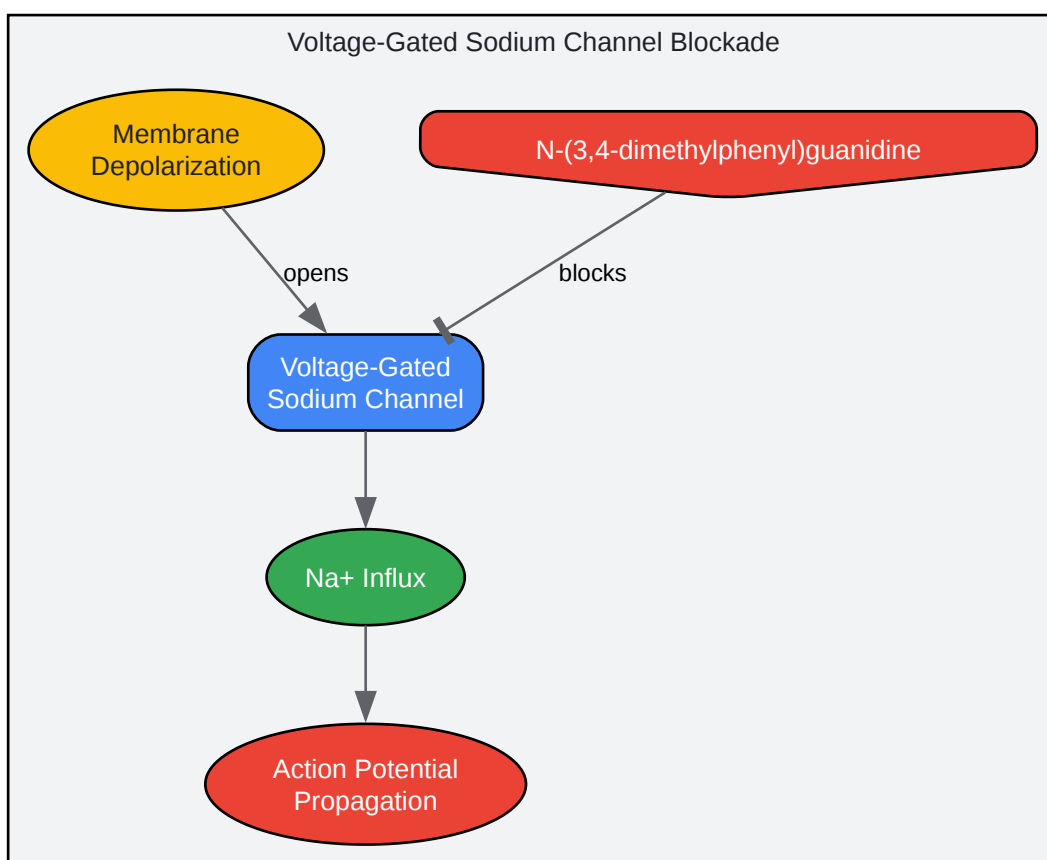 Voltage-Gated Sodium Channel Blockade
Membrane
Depolarization
N-(3,4-dimethylphenyl)guanidine
opens
blocks
Voltage-Gated
Sodium Channel
Na+ Influx
Action Potential
Propagation